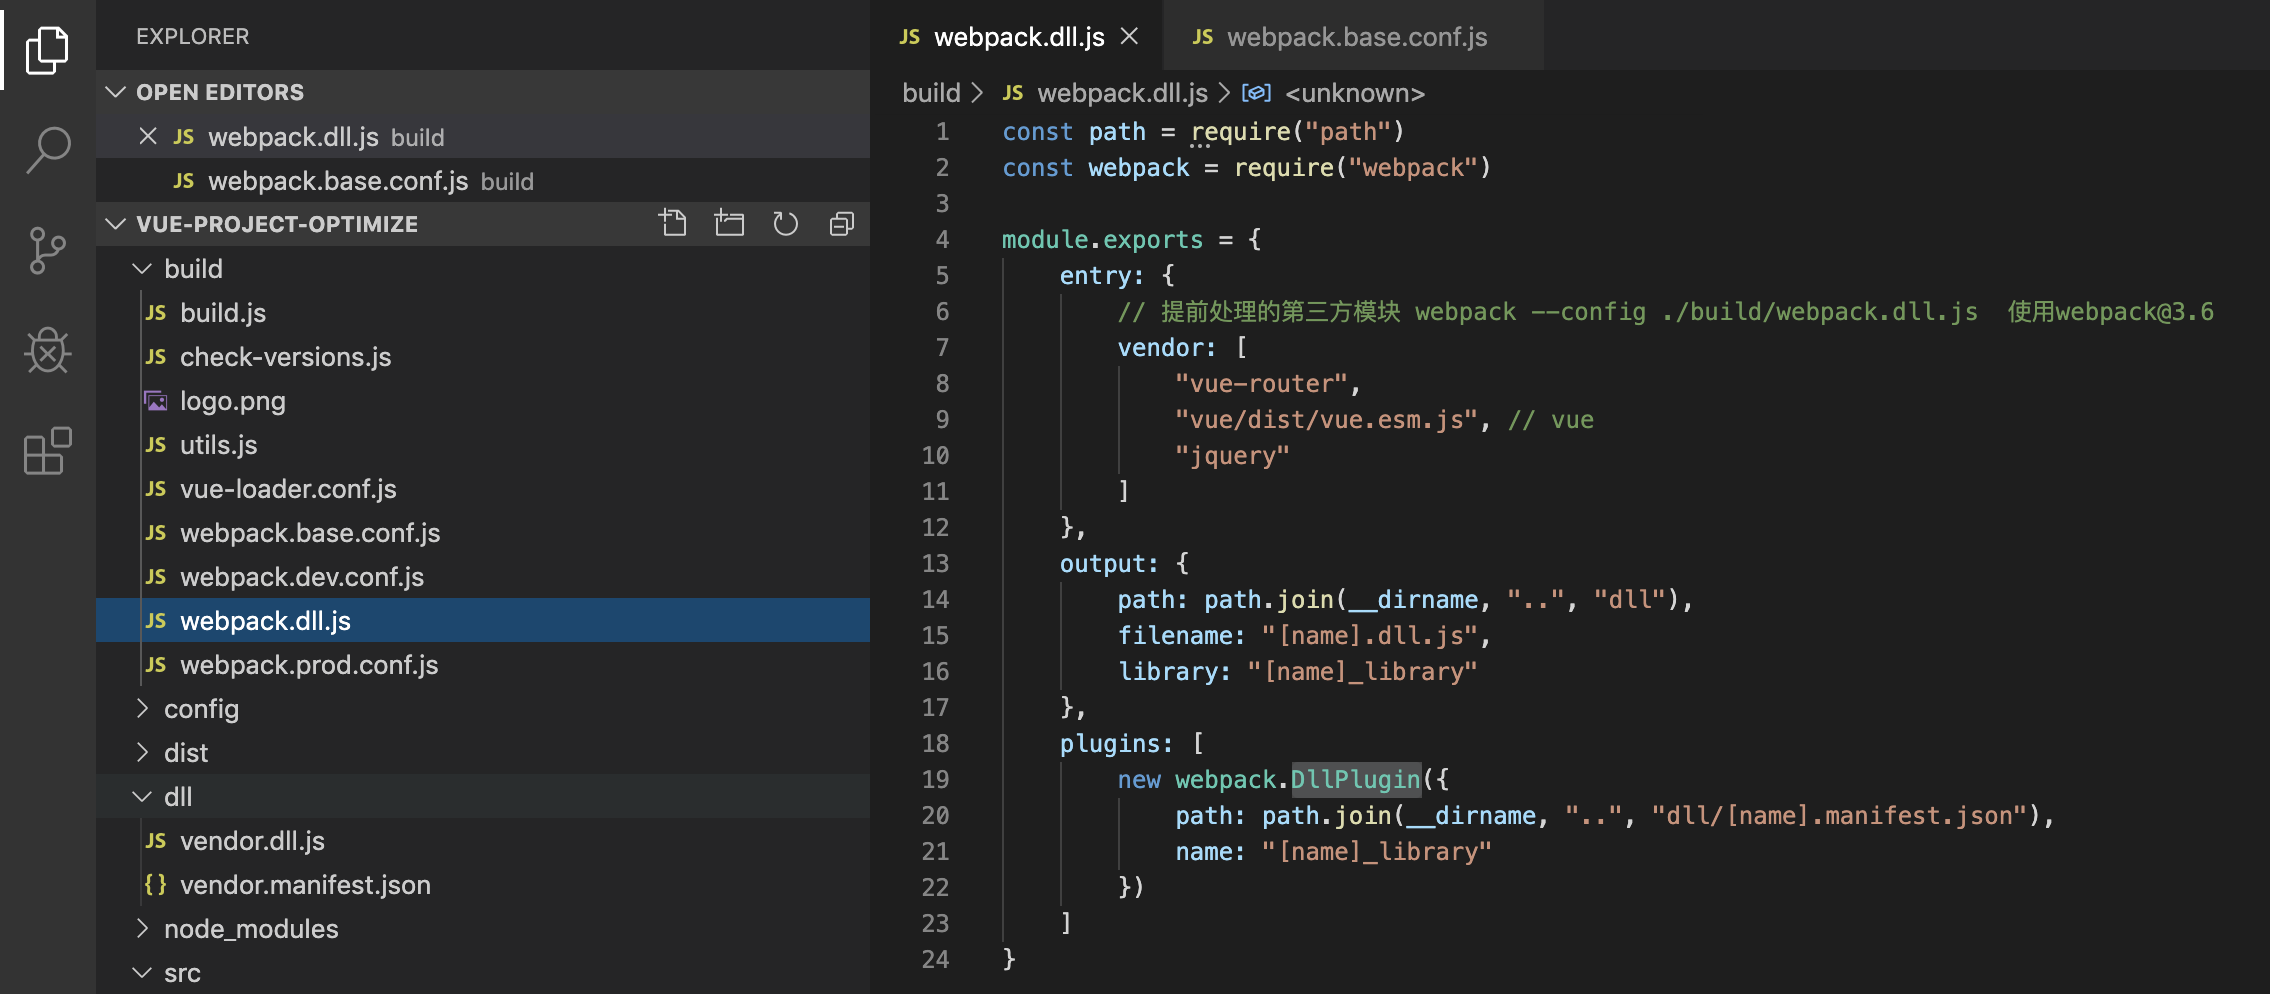 EXPLORER
OPEN EDITORS
JS webpack.dll.js build
JS webpack.base.conf.js build
VUE-PROJECT-OPTIMIZE
build
JS build.js
JS check-versions.js
logo.png
JS utils.js
JS vue-loader.conf.js
JS webpack.base.conf.js
JS webpack.dev.conf.js
JS webpack.dll.js
JS webpack.prod.conf.js
config
dist
dll
JS vendor.dll.js
{} vendor.manifest.json
node_modules
src
JS webpack.dll.js
JS webpack.base.conf.js
build > JS webpack.dll.js > <unknown>
1 const path = require("path")
2 const webpack = require("webpack")
3
4 module.exports = {
5 entry: {
6 // 提前处理的第三方模块 webpack --config ./build/webpack.dll.js 使用webpack@3.6
7 vendor: [
8 "vue-router",
9 "vue/dist/vue.esm.js", // vue
10 "jquery"
11 ]
12 },
13 output: {
14 path: path.join(__dirname, "..", "dll"),
15 filename: "[name].dll.js",
16 library: "[name]_library"
17 },
18 plugins: [
19 new webpack.DllPlugin({
20 path: path.join(__dirname, "..", "dll/[name].manifest.json"),
21 name: "[name]_library"
22 })
23 ]
24 }